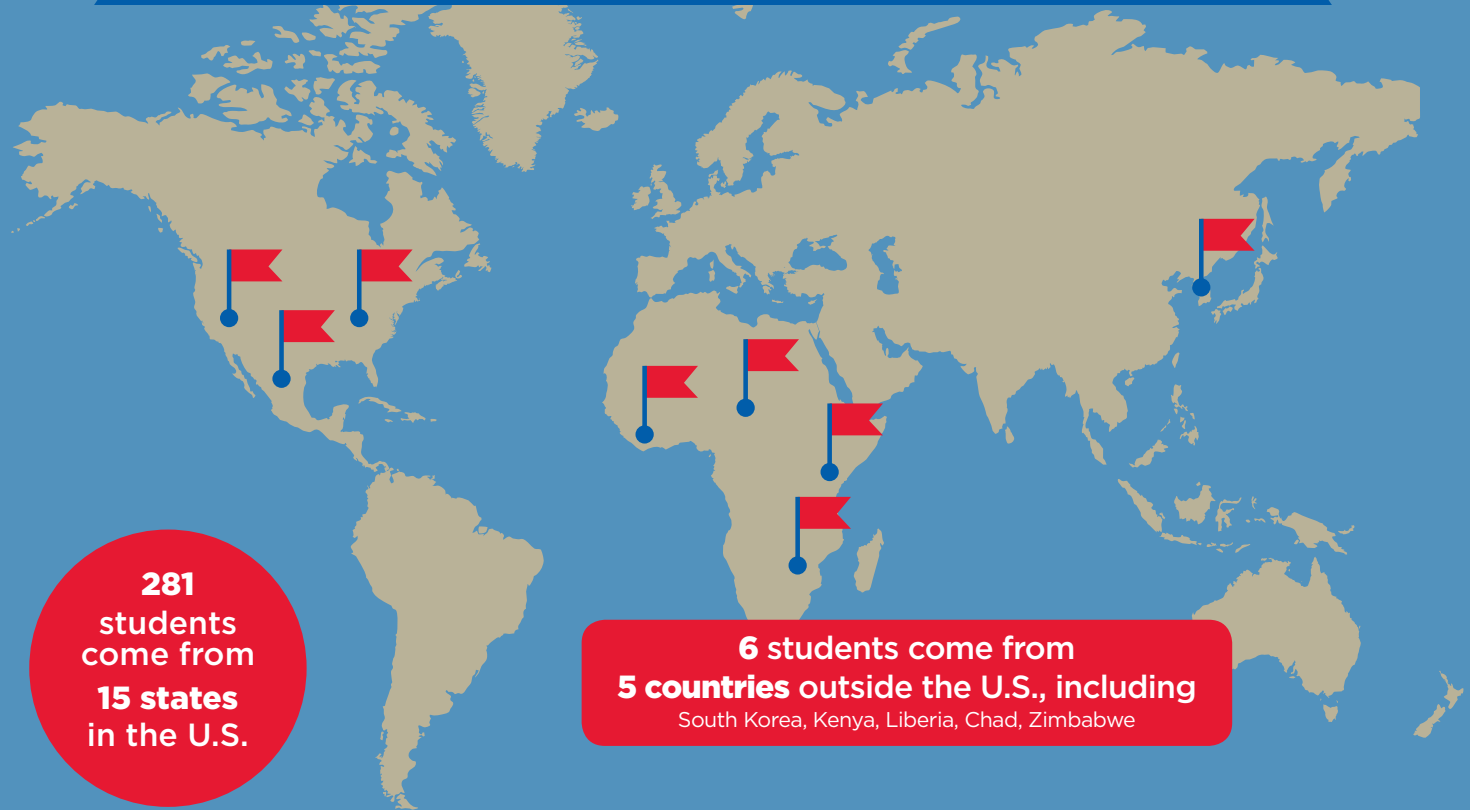 281
students
come from
15 states
in the U.S.
6 students come from
5 countries outside the U.S., including
South Korea, Kenya, Liberia, Chad, Zimbabwe